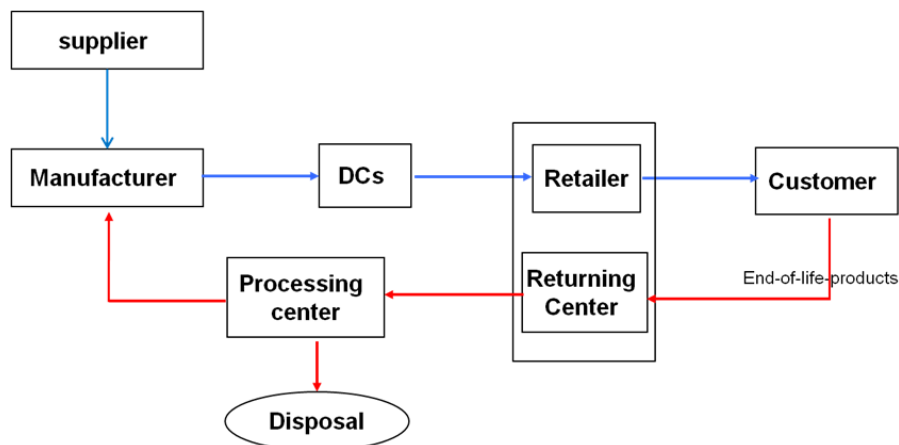 supplier
Manufacturer
DCs
Retailer
Customer
Processing
center
Returning
Center
End-of-life-products
Disposal